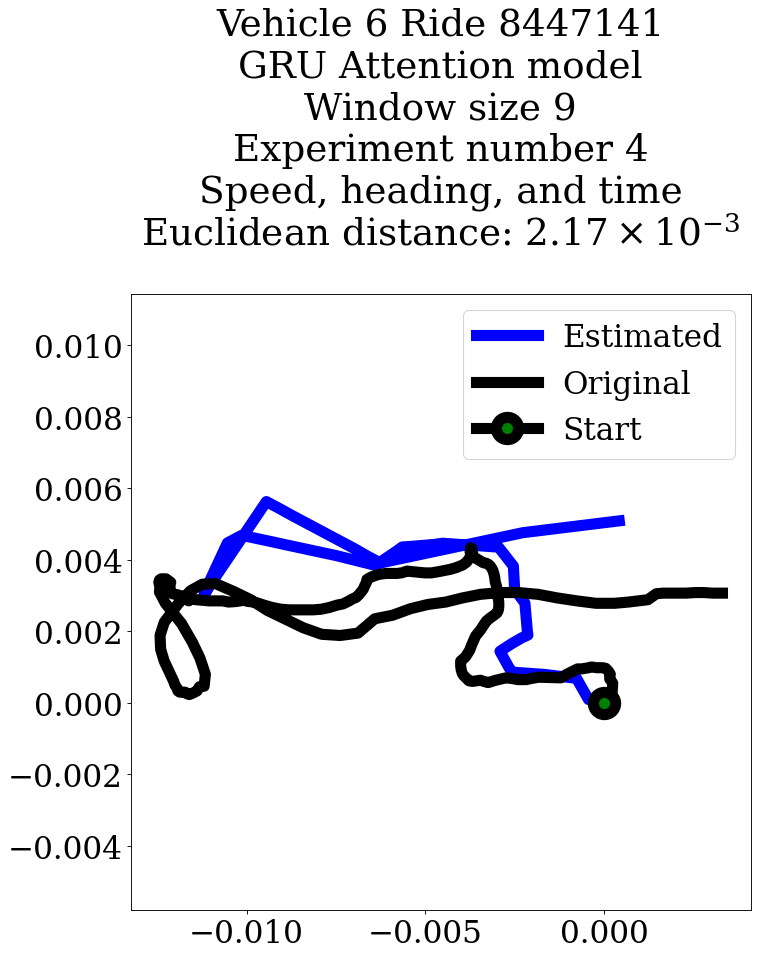 Vehicle 6 Ride 8447141
GRU Attention model
Window size 9
Experiment number 4
Speed, heading, and time
Euclidean distance: 2.17 × 10⁻³
Estimated
Original
Start
0.010
0.008
0.006
0.004
0.002
0.000
−0.002
−0.004
−0.010
−0.005
0.000